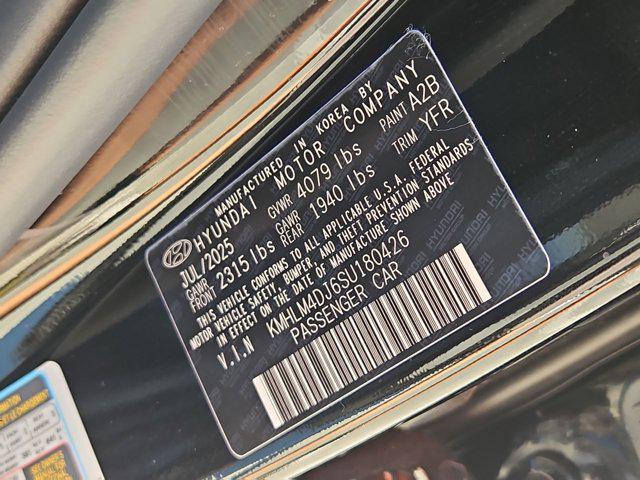 MANUFACTURED IN KOREA BY
HYUNDAI MOTOR COMPANY
JUL/2025 GVWR 4079 lbs PAINT A2B
GAWR FRONT 2315 lbs GAWR REAR 1940 lbs TRIM YFR
THIS VEHICLE CONFORMS TO ALL APPLICABLE U.S.A. FEDERAL
MOTOR VEHICLE SAFETY, BUMPER, AND THEFT PREVENTION STANDARDS
IN EFFECT ON THE DATE OF MANUFACTURE SHOWN ABOVE
V.I.N KMHLM4DJ6SU180426
PASSENGER CAR